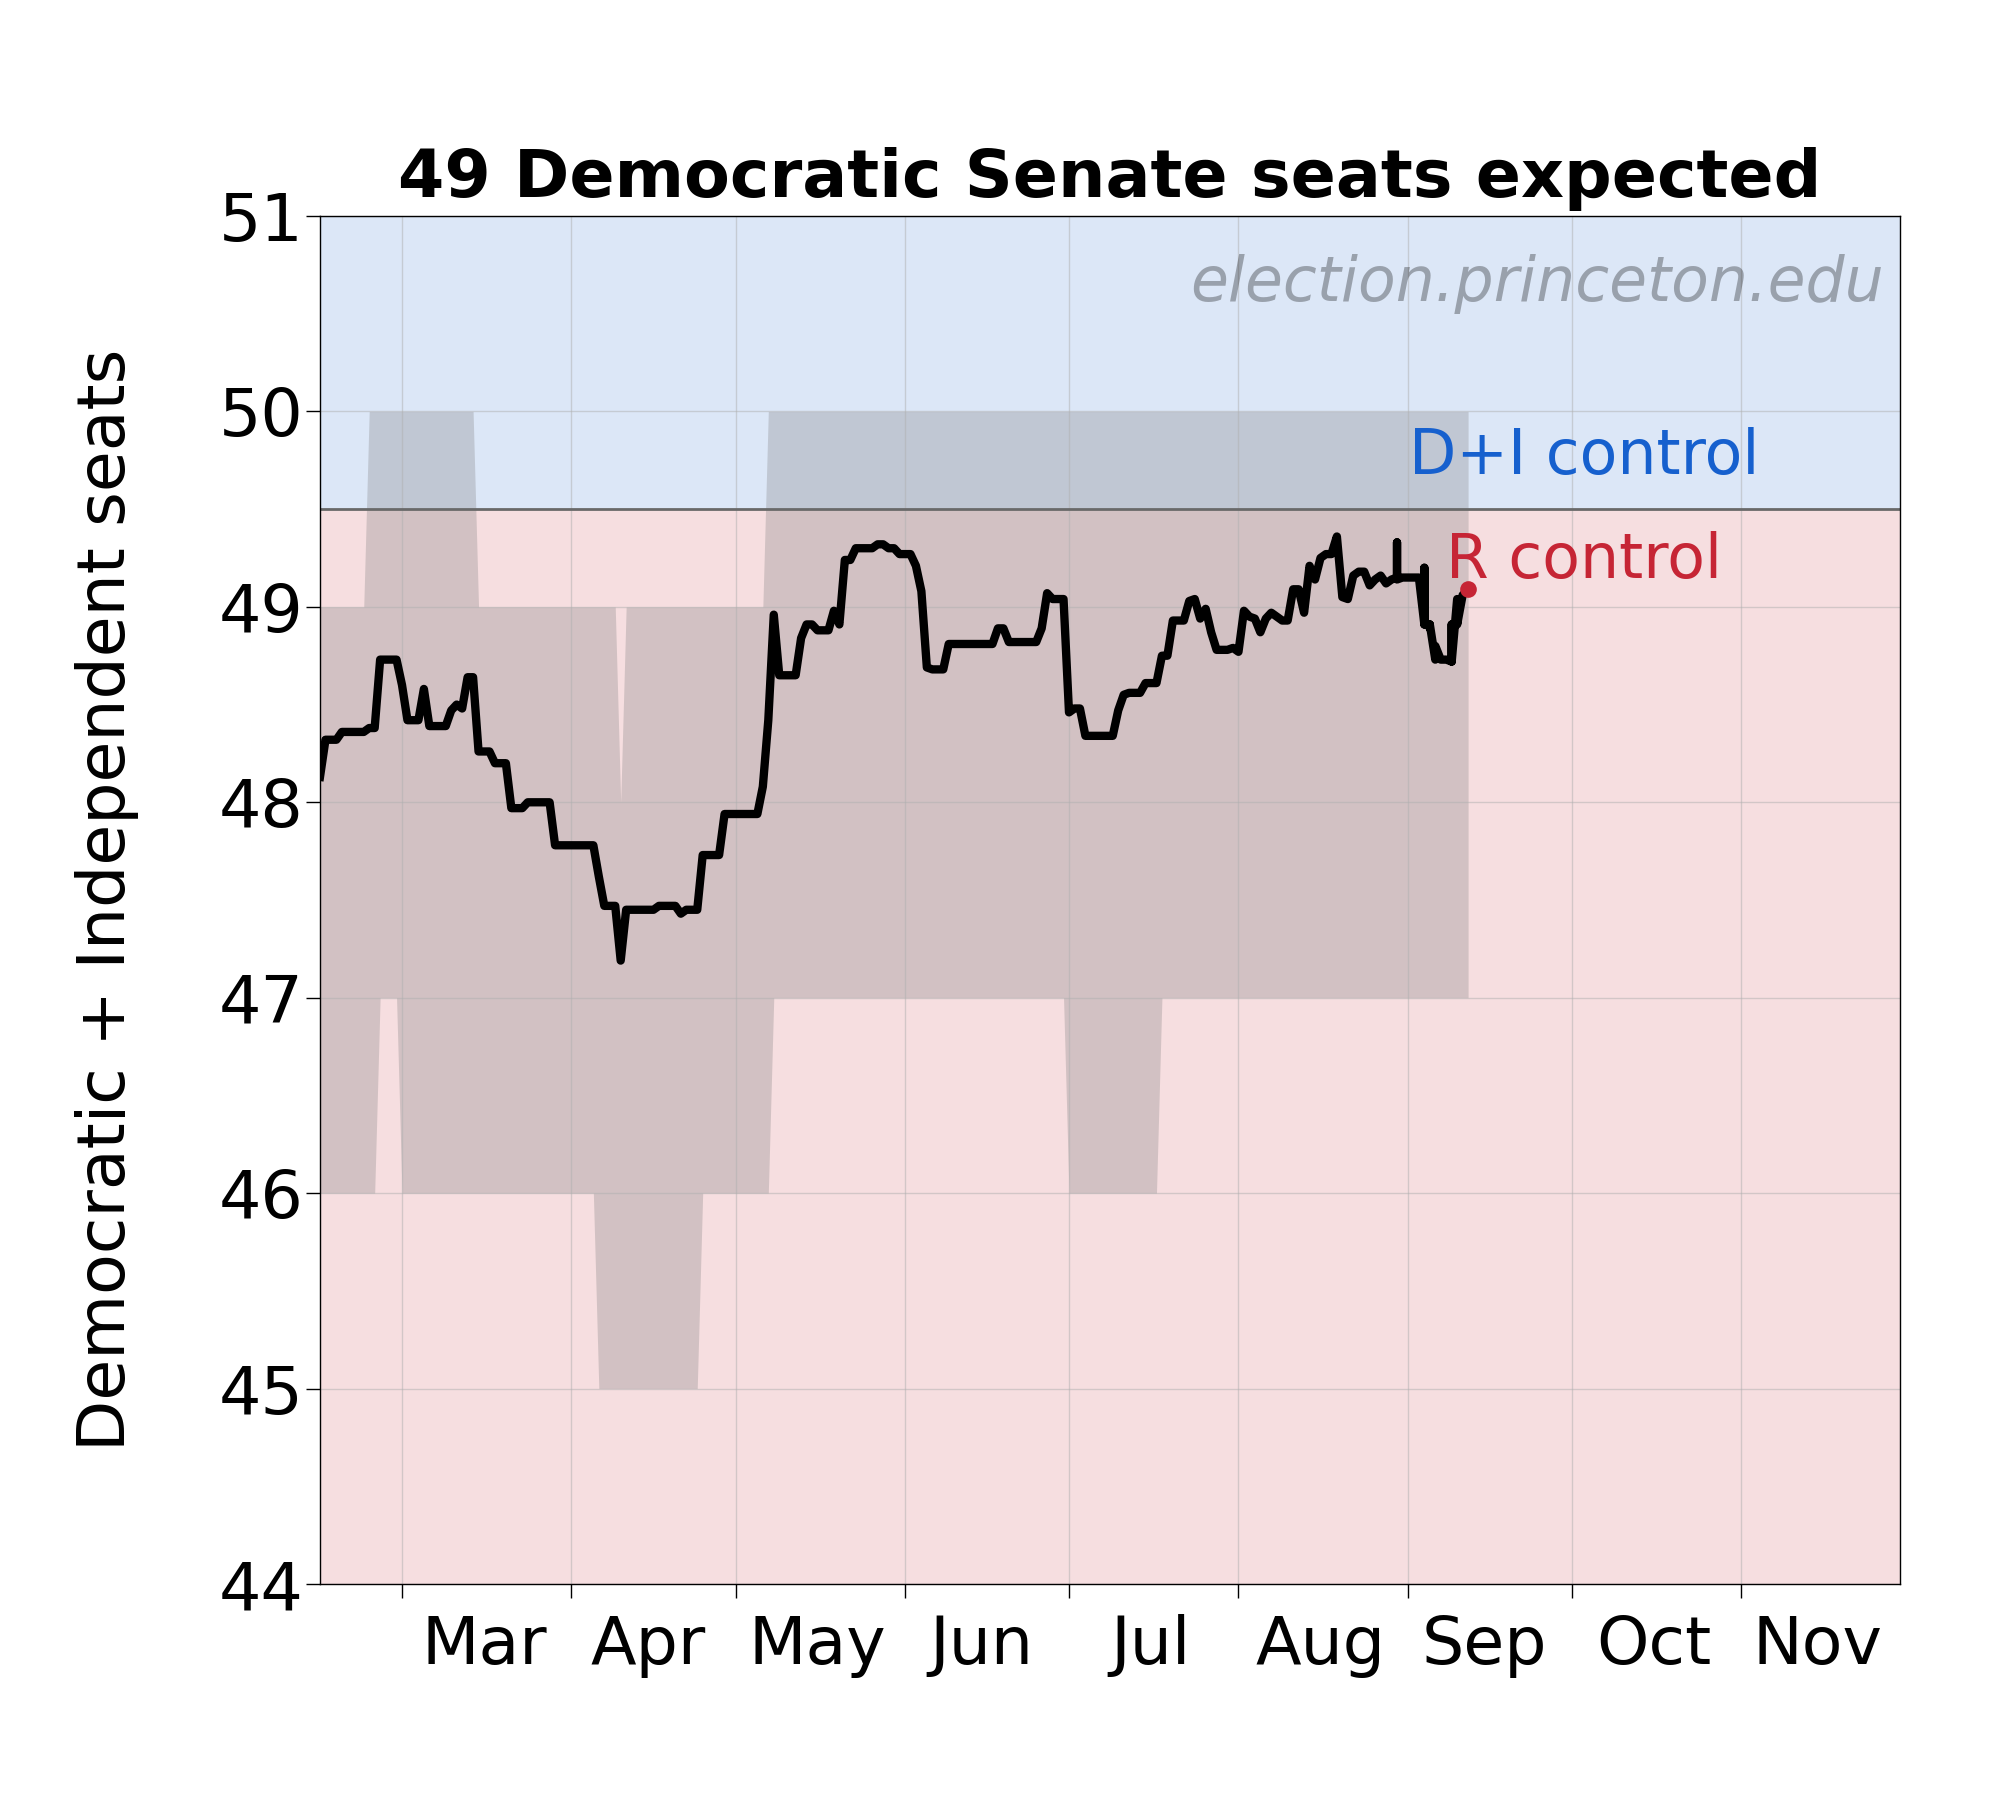 49 Democratic Senate seats expected
election.princeton.edu
D+I control
R control
Democratic + Independent seats
51
50
49
48
47
46
45
44
Mar Apr May Jun Jul Aug Sep Oct Nov